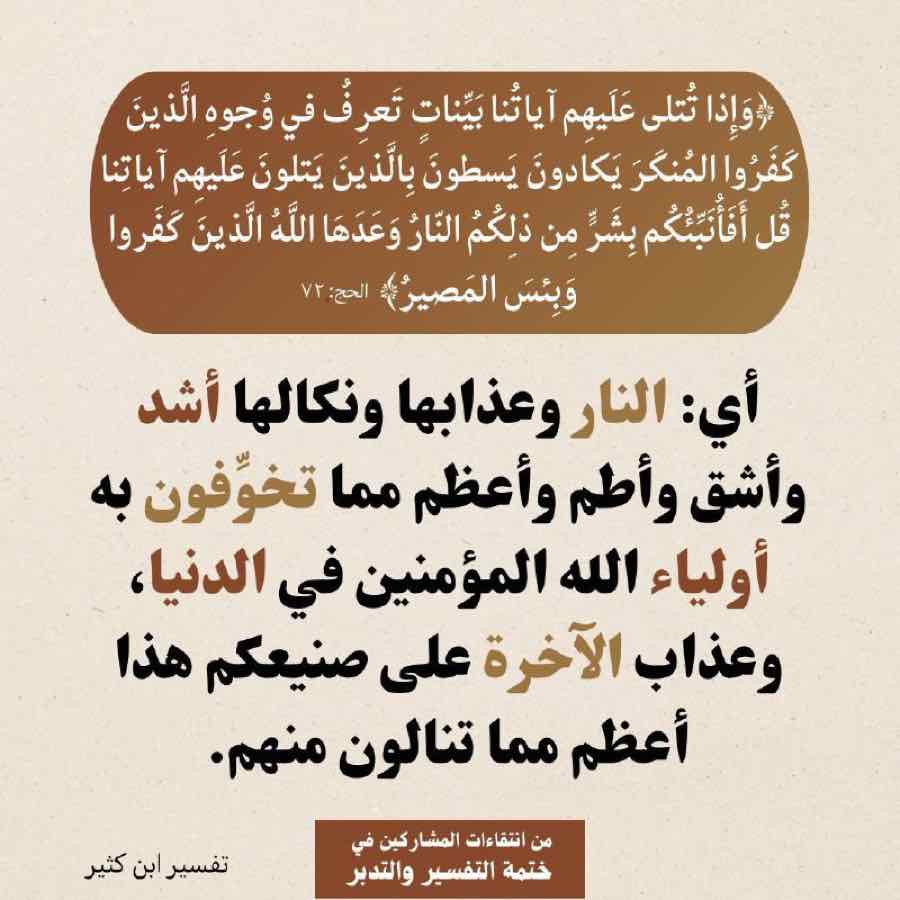 ﴿وَإِذا تُتلى عَلَيهِم آياتُنا بَيِّناتٍ تَعرِفُ في وُجوهِ الَّذينَ
كَفَرُوا المُنكَرَ يَكادونَ يَسطونَ بِالَّذينَ يَتلونَ عَلَيهِم آياتِنا
قُل أَفَأُنَبِّئُكُم بِشَرٍّ مِن ذلِكُمُ النّارُ وَعَدَهَا اللَّهُ الَّذينَ كَفَروا
وَبِئسَ المَصيرُ﴾ الحج: ٧٢
أي: النار وعذابها ونكالها أشد
وأشق وأطم وأعظم مما تخوِّفون به
أولياء الله المؤمنين في الدنيا،
وعذاب الآخرة على صنيعكم هذا
أعظم مما تنالون منهم.
من انتقاءات المشاركين في
ختمة التفسير والتدبر
تفسير ابن كثير